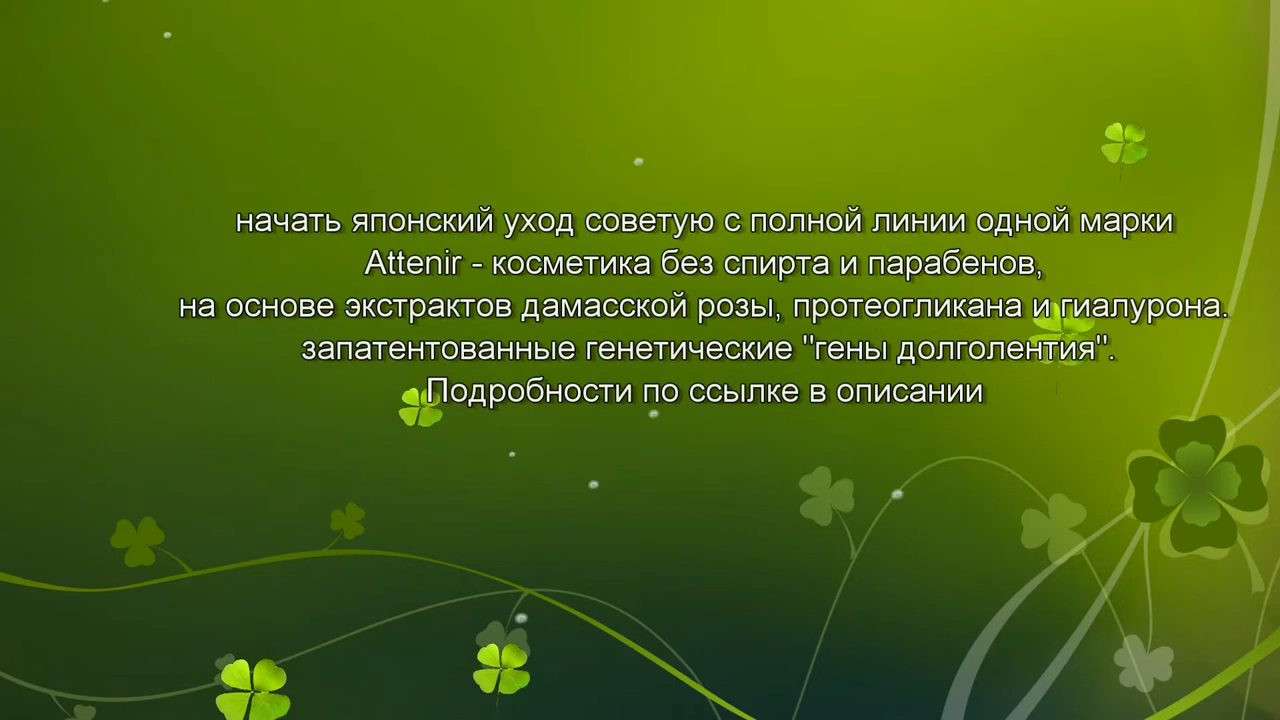 начать японский уход советую с полной линии одной марки
Attenir - косметика без спирта и парабенов,
на основе экстрактов дамасской розы, протеогликана и гиалурона.
запатентованные генетические "гены долголентия".
Подробности по ссылке в описании